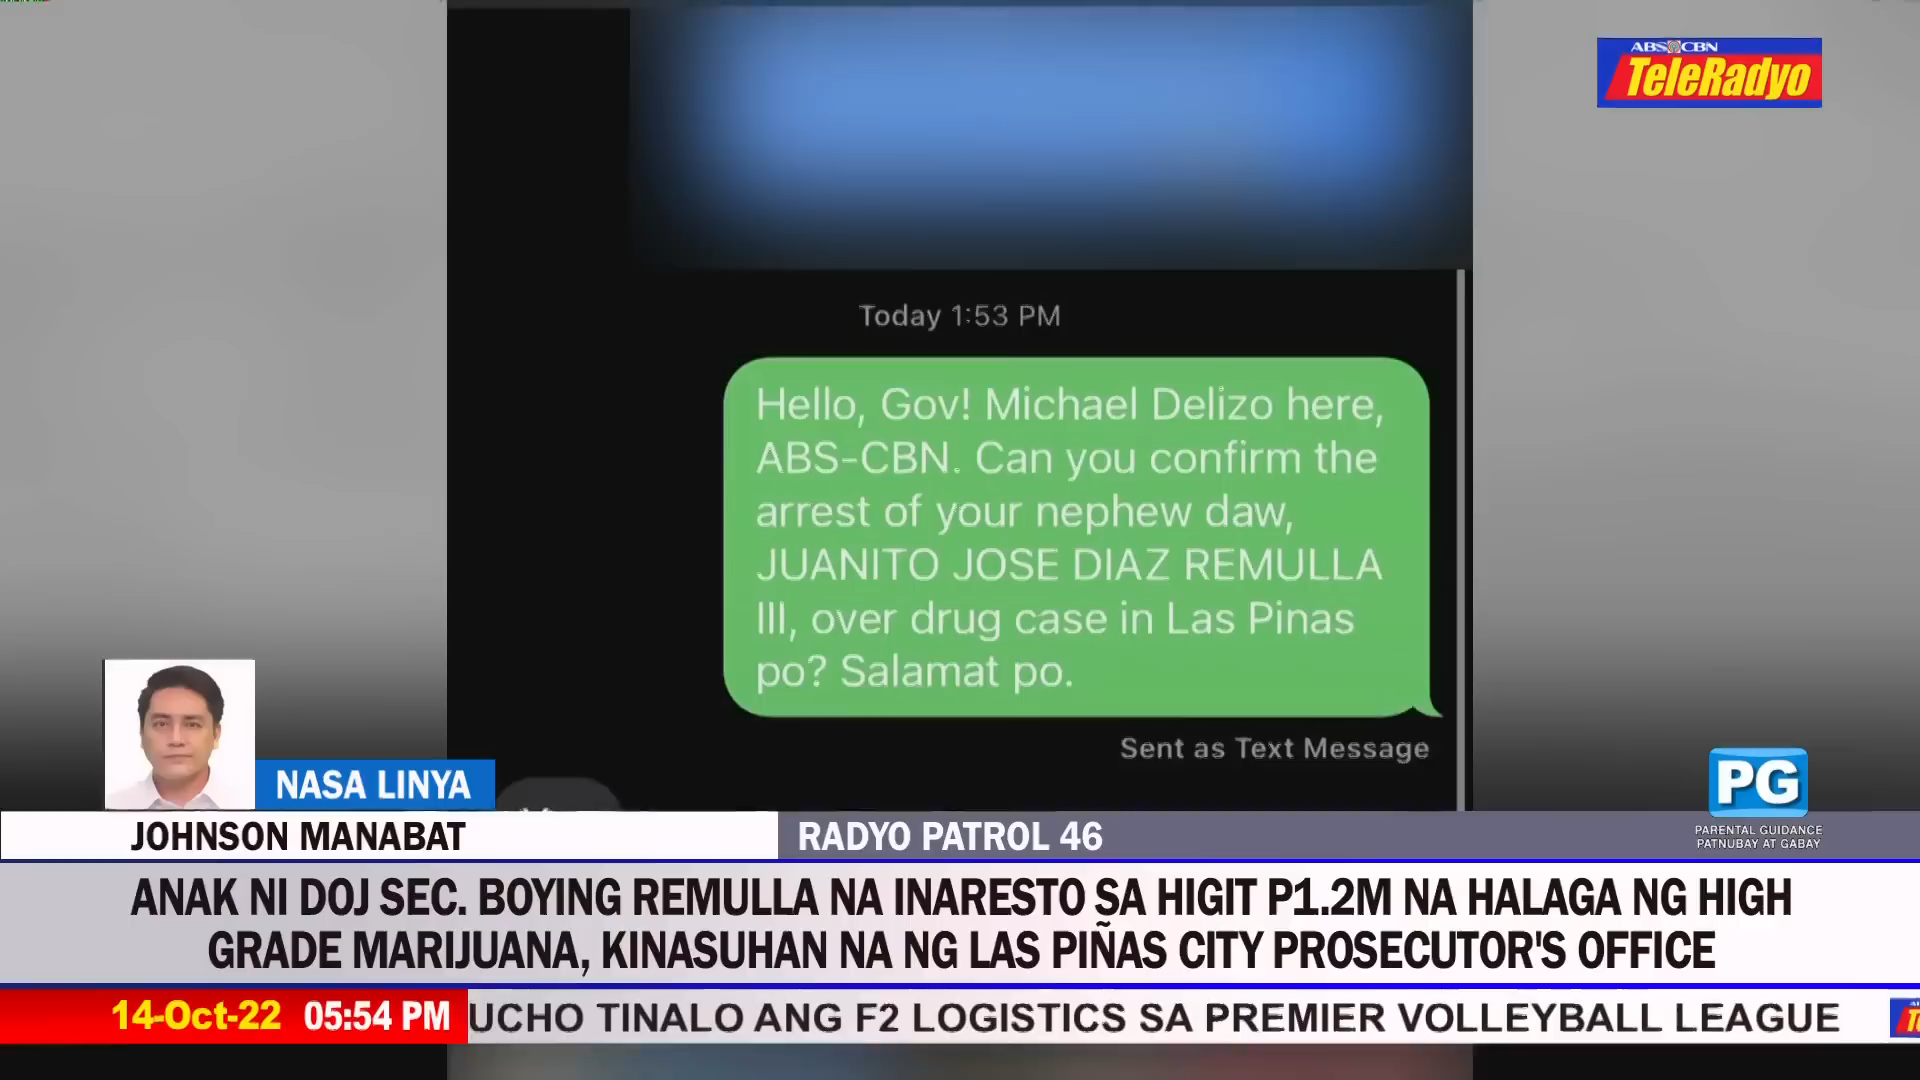 ABS CBN
TeleRadyo
Today 1:53 PM
Hello, Gov! Michael Delizo here,
ABS-CBN. Can you confirm the
arrest of your nephew daw,
JUANITO JOSE DIAZ REMULLA
III, over drug case in Las Pinas
po? Salamat po.
Sent as Text Message
NASA LINYA
JOHNSON MANABAT
RADYO PATROL 46
PG
PARENTAL GUIDANCE
PATNUBAY AT GABAY
ANAK NI DOJ SEC. BOYING REMULLA NA INARESTO SA HIGIT P1.2M NA HALAGA NG HIGH
GRADE MARIJUANA, KINASUHAN NA NG LAS PIÑAS CITY PROSECUTOR'S OFFICE
14-Oct-22 05:54 PM UCHO TINALO ANG F2 LOGISTICS SA PREMIER VOLLEYBALL LEAGUE